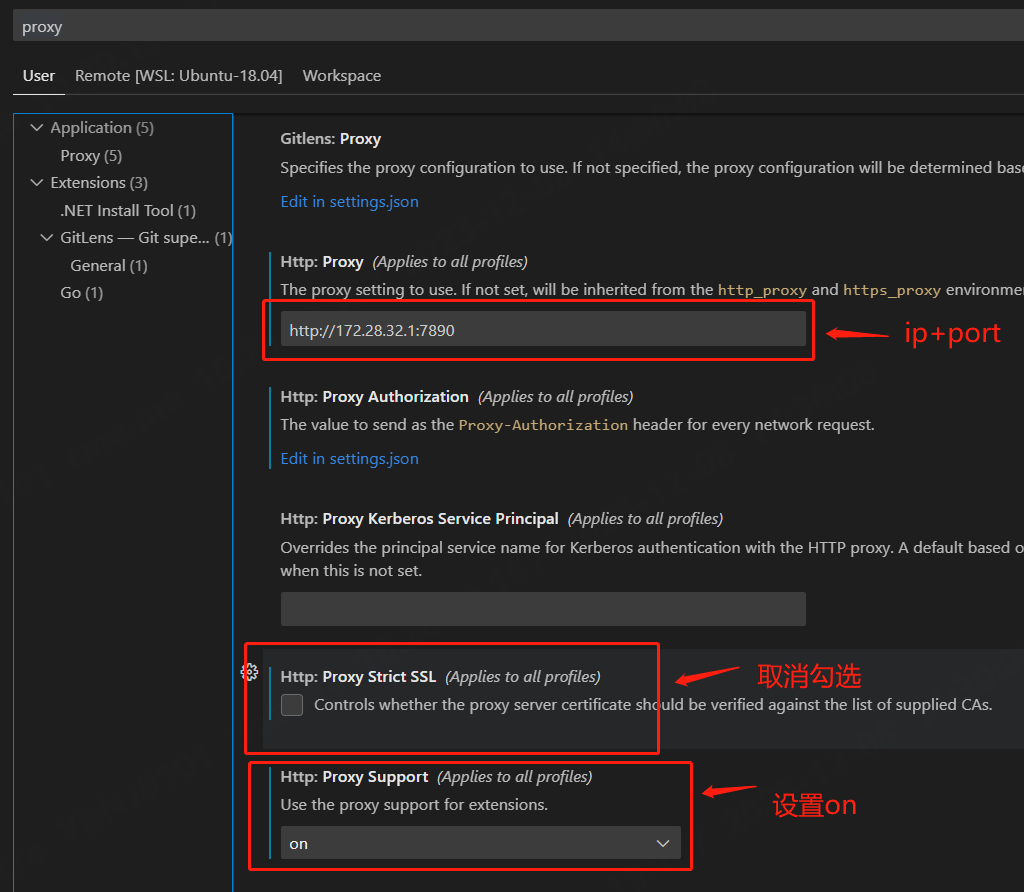 proxy
User Remote [WSL: Ubuntu-18.04] Workspace
Application (5)
Proxy (5)
Extensions (3)
.NET Install Tool (1)
GitLens — Git supe... (1)
General (1)
Go (1)
Gitlens: Proxy
Specifies the proxy configuration to use. If not specified, the proxy configuration will be determined base
Edit in settings.json
Http: Proxy (Applies to all profiles)
The proxy setting to use. If not set, will be inherited from the http_proxy and https_proxy environme
http://172.28.32.1:7890
ip+port
Http: Proxy Authorization (Applies to all profiles)
The value to send as the Proxy-Authorization header for every network request.
Edit in settings.json
Http: Proxy Kerberos Service Principal (Applies to all profiles)
Overrides the principal service name for Kerberos authentication with the HTTP proxy. A default based o
when this is not set.
Http: Proxy Strict SSL (Applies to all profiles)
取消勾选
Controls whether the proxy server certificate should be verified against the list of supplied CAs.
Http: Proxy Support (Applies to all profiles)
Use the proxy support for extensions.
设置on
on